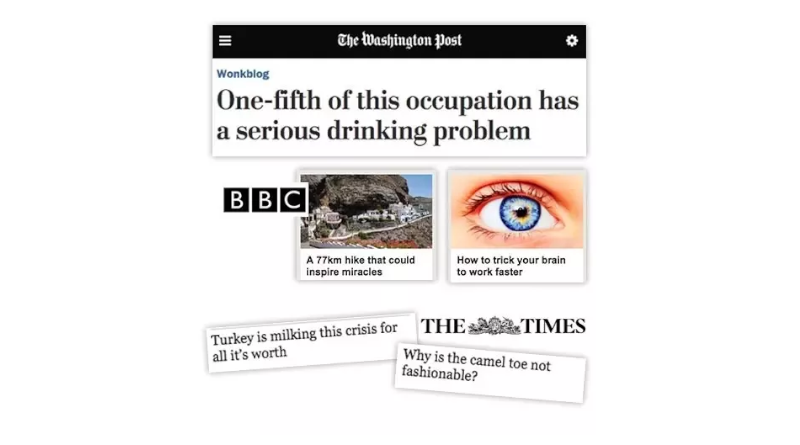 The Washington Post
Wonkblog
One-fifth of this occupation has
a serious drinking problem
BBC
A 77km hike that could
inspire miracles
How to trick your brain
to work faster
Turkey is milking this crisis for
all it's worth
THE TIMES
Why is the camel toe not
fashionable?